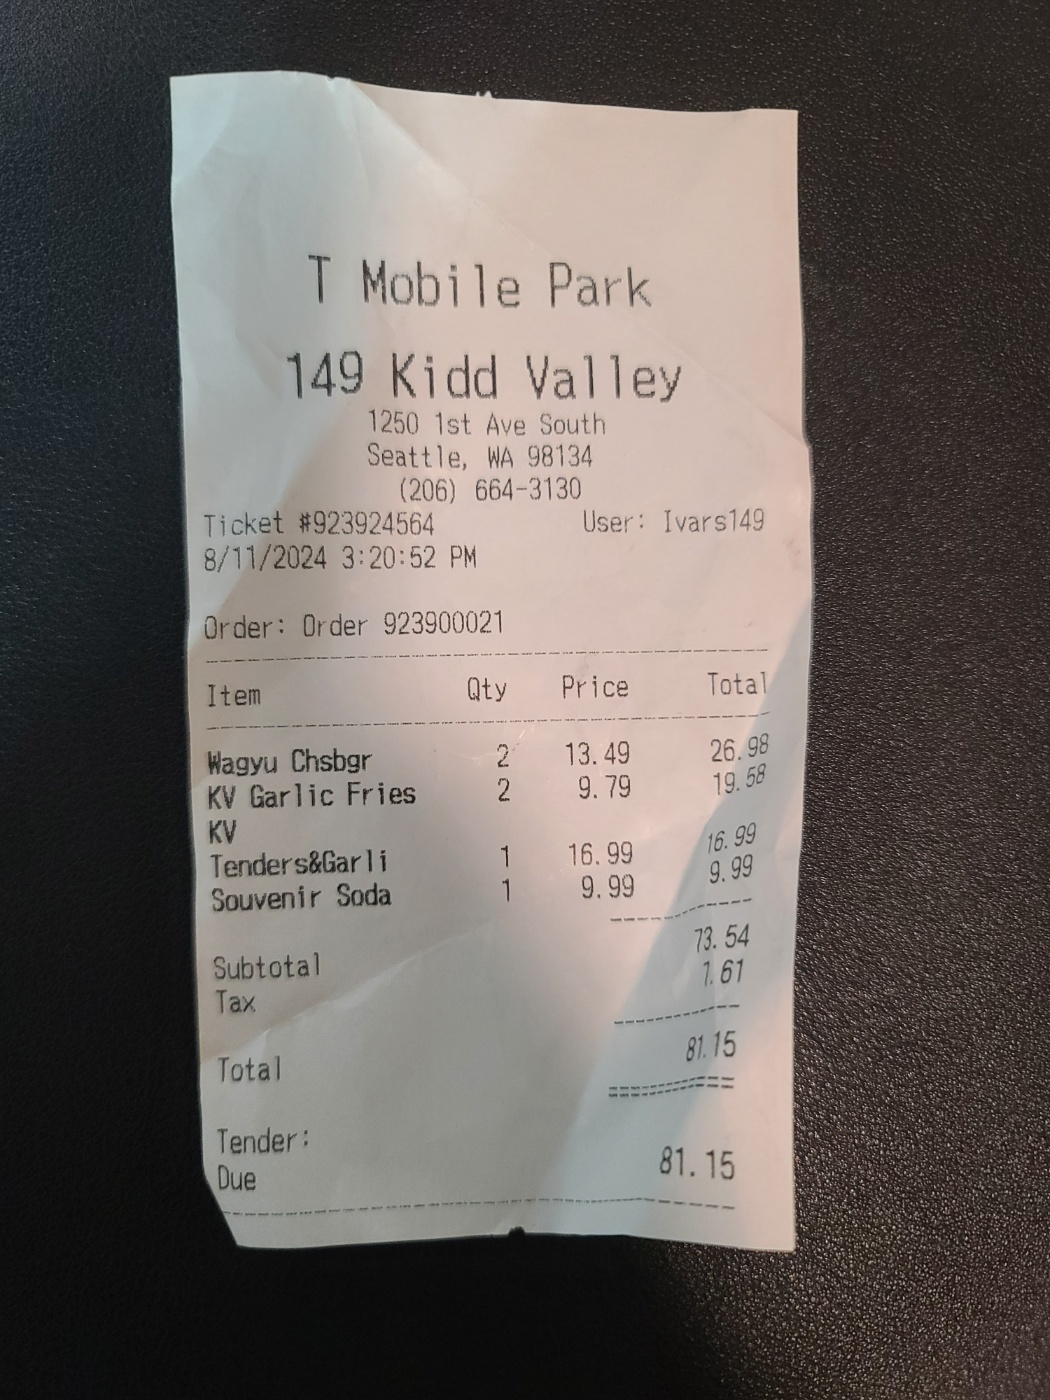 T Mobile Park
149 Kidd Valley
1250 1st Ave South
Seattle, WA 98134
(206) 664-3130
Ticket #923924564 User: Ivars149
8/11/2024 3:20:52 PM
Order: Order 923900021
Item Qty Price Total
Wagyu Chsbgr 2 13.49 26.98
KV Garlic Fries 2 9.79 19.58
KV
Tenders&Garli 1 16.99 16.99
Souvenir Soda 1 9.99 9.99
Subtotal 73.54
Tax 7.61
Total 81.15
Tender:
Due 81.15